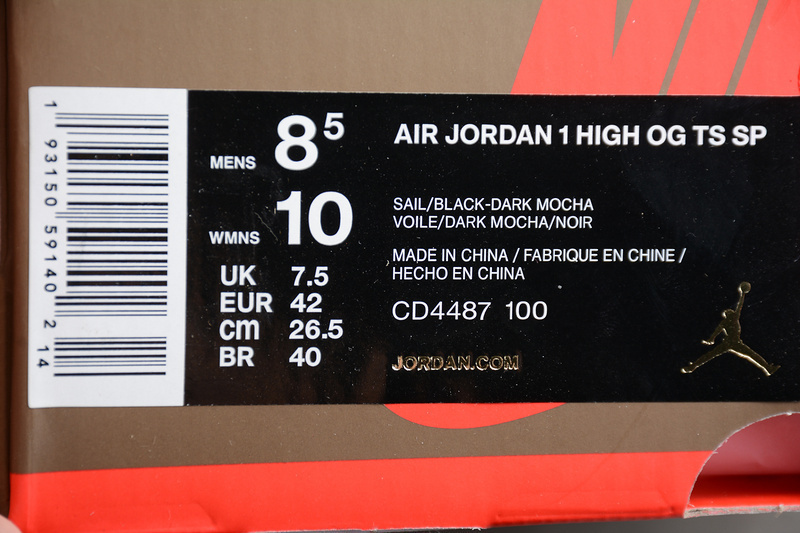 1 93150 59140 2 14
MENS 8⁵
WMNS 10
UK 7.5
EUR 42
cm 26.5
BR 40
AIR JORDAN 1 HIGH OG TS SP
SAIL/BLACK-DARK MOCHA
VOILE/DARK MOCHA/NOIR
MADE IN CHINA / FABRIQUE EN CHINE /
HECHO EN CHINA
CD4487 100
JORDAN.COM